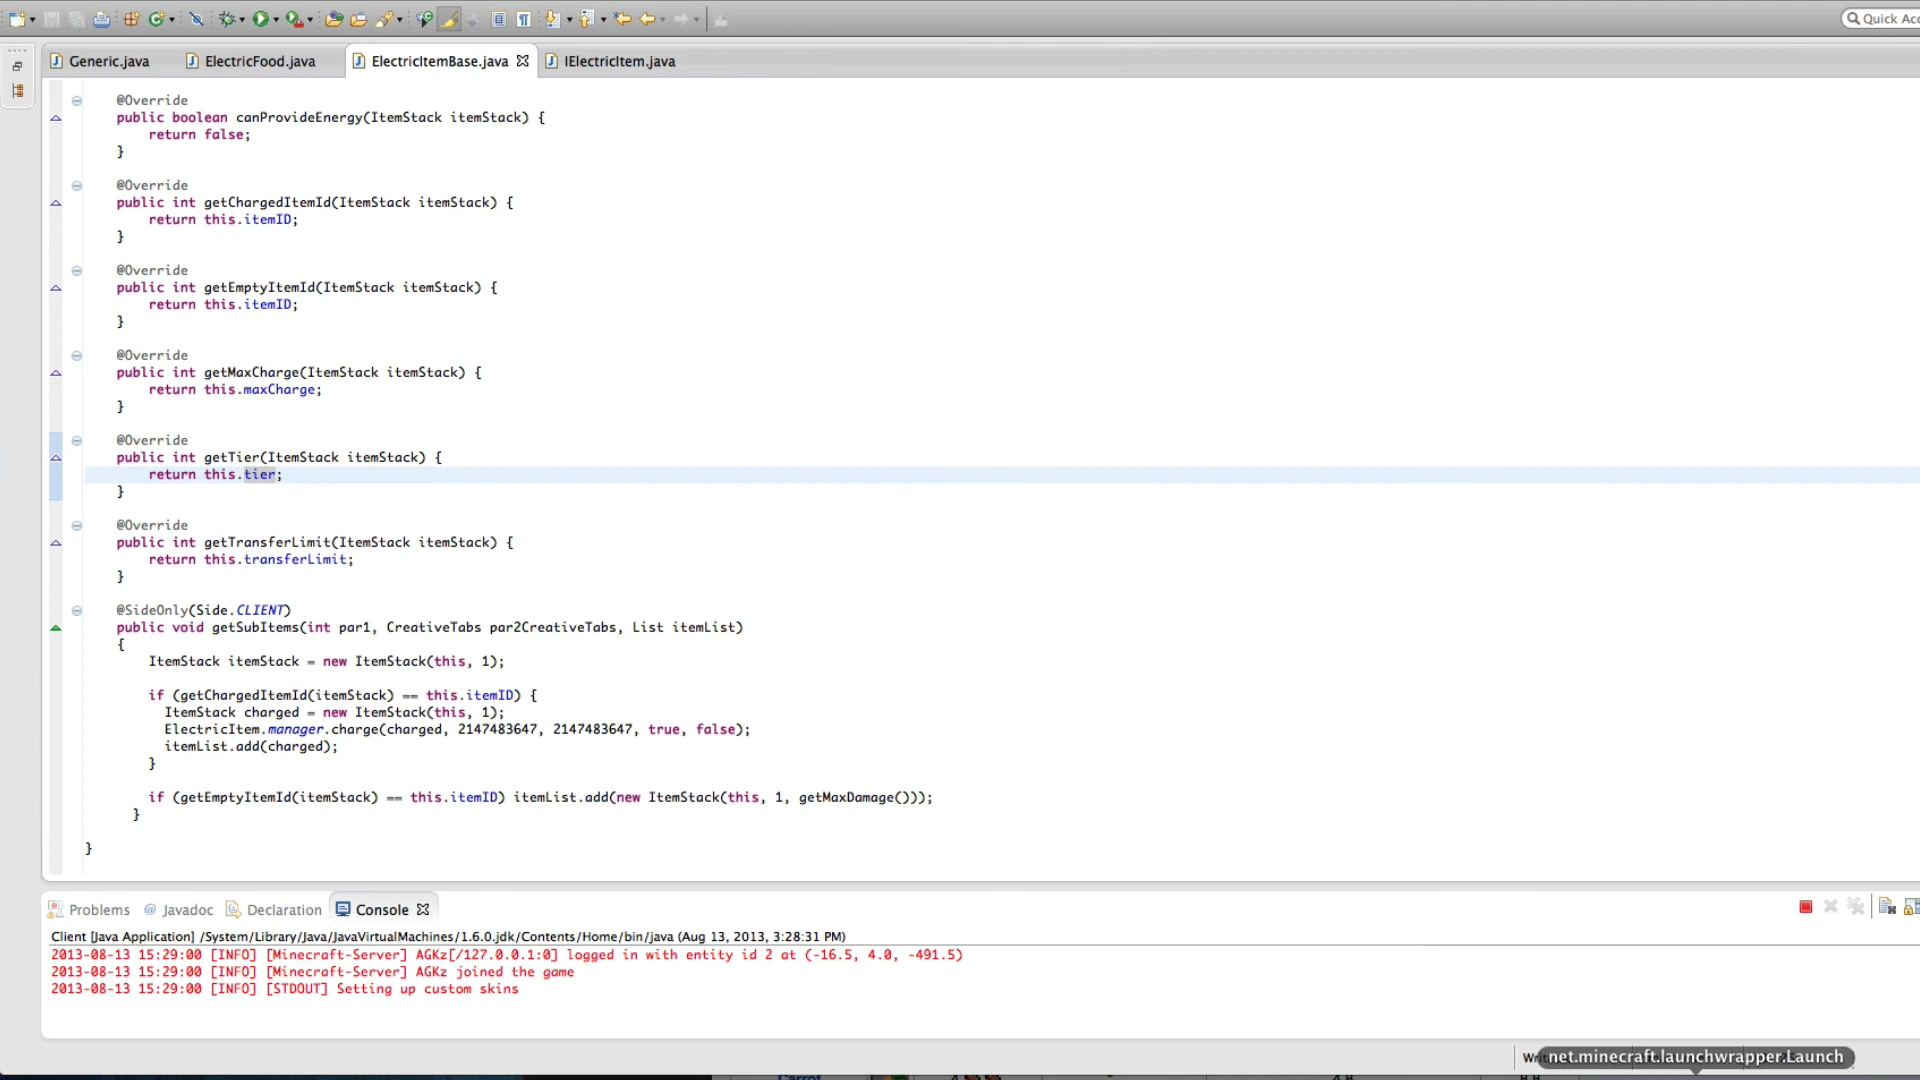 Quick Acc
Generic.java
ElectricFood.java
ElectricItemBase.java
IElectricItem.java
@Override
public boolean canProvideEnergy(ItemStack itemStack) {
return false;
}
@Override
public int getChargedItemId(ItemStack itemStack) {
return this.itemID;
}
@Override
public int getEmptyItemId(ItemStack itemStack) {
return this.itemID;
}
@Override
public int getMaxCharge(ItemStack itemStack) {
return this.maxCharge;
}
@Override
public int getTier(ItemStack itemStack) {
return this.tier;
}
@Override
public int getTransferLimit(ItemStack itemStack) {
return this.transferLimit;
}
@SideOnly(Side.CLIENT)
public void getSubItems(int par1, CreativeTabs par2CreativeTabs, List itemList)
{
ItemStack itemStack = new ItemStack(this, 1);
if (getChargedItemId(itemStack) == this.itemID) {
ItemStack charged = new ItemStack(this, 1);
ElectricItem.manager.charge(charged, 2147483647, 2147483647, true, false);
itemList.add(charged);
}
if (getEmptyItemId(itemStack) == this.itemID) itemList.add(new ItemStack(this, 1, getMaxDamage()));
}
}
Problems @ Javadoc Declaration Console
Client [Java Application] /System/Library/Java/JavaVirtualMachines/1.6.0.jdk/Contents/Home/bin/java (Aug 13, 2013, 3:28:31 PM)
2013-08-13 15:29:00 [INFO] [Minecraft-Server] AGKz[/127.0.0.1:0] logged in with entity id 2 at (-16.5, 4.0, -491.5)
2013-08-13 15:29:00 [INFO] [Minecraft-Server] AGKz joined the game
2013-08-13 15:29:00 [INFO] [STDOUT] Setting up custom skins
net.minecraft.launchwrapper.Launch